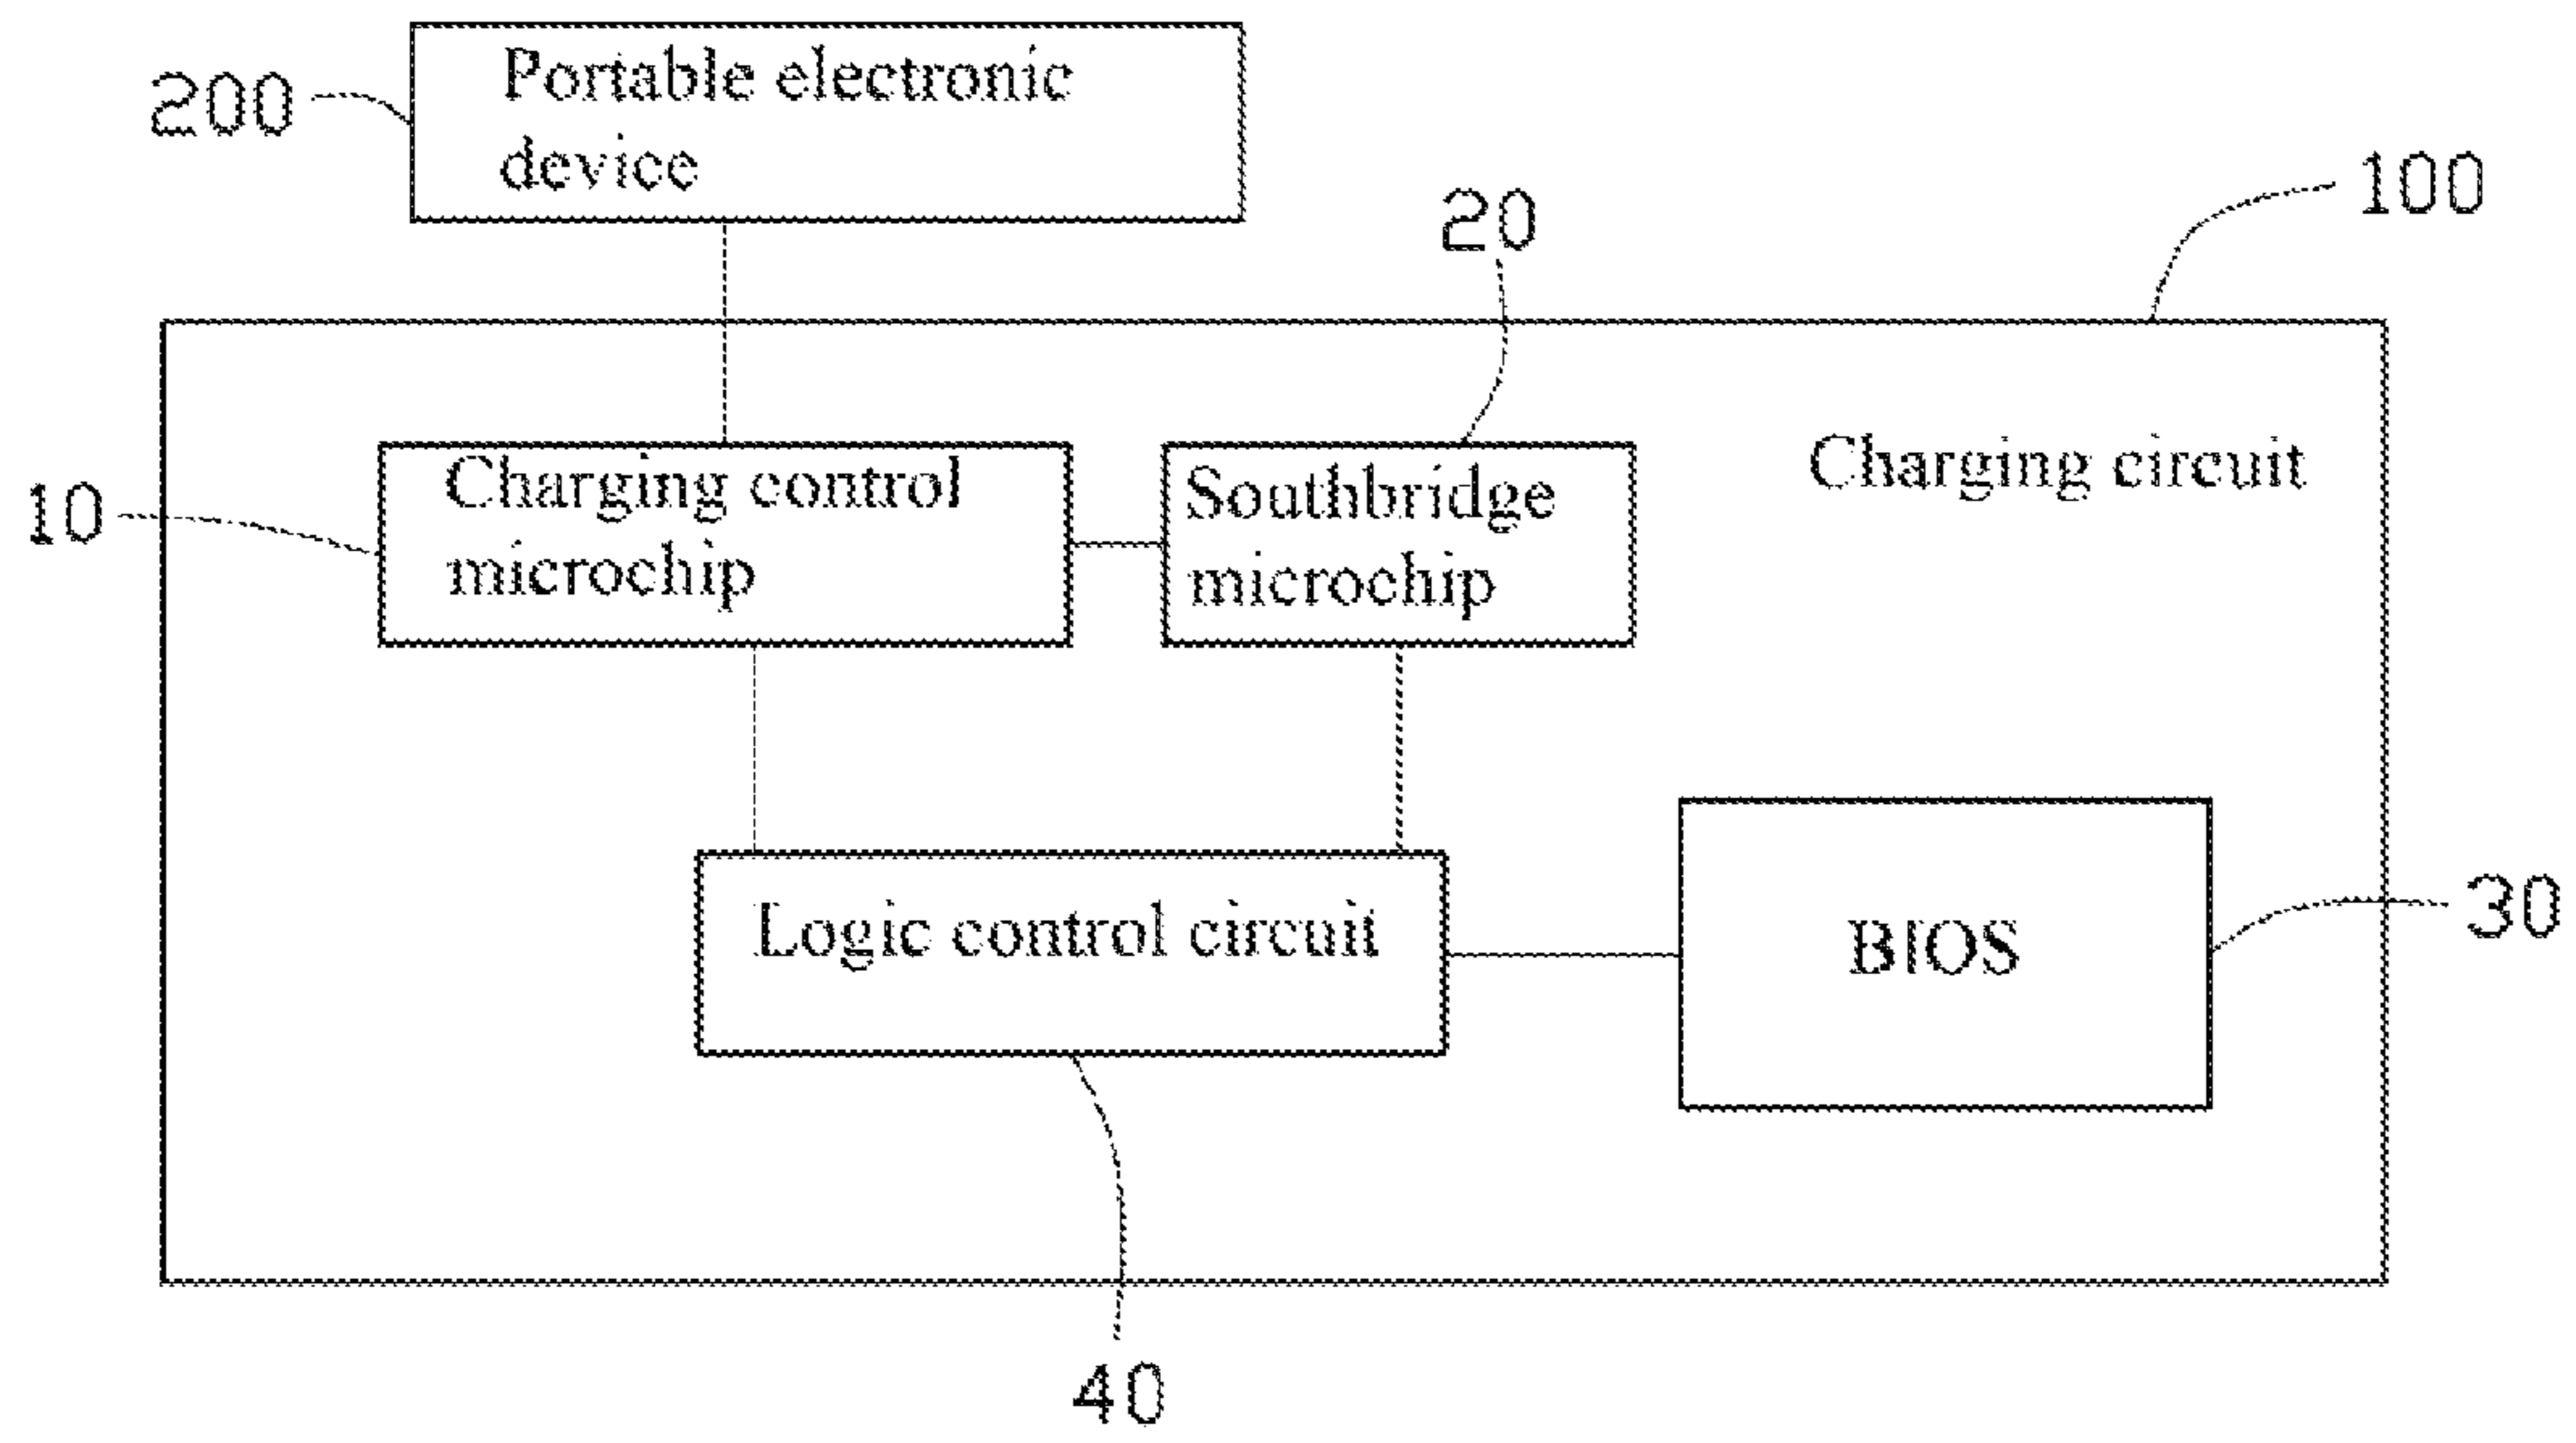 200
Portable electronic
device
100
20
Charging circuit
10
Charging control
microchip
Southbridge
microchip
Logic control circuit
BIOS
30
40